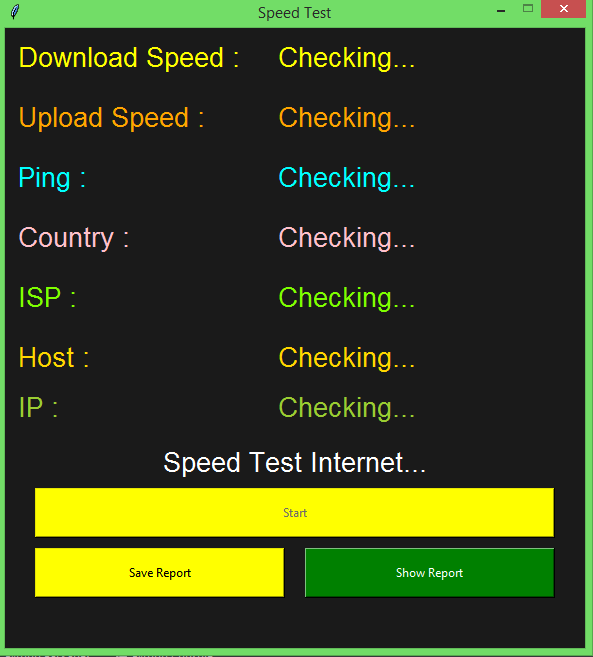 Speed Test
Download Speed : Checking...
Upload Speed : Checking...
Ping : Checking...
Country : Checking...
ISP : Checking...
Host : Checking...
IP : Checking...
Speed Test Internet...
Start
Save Report Show Report